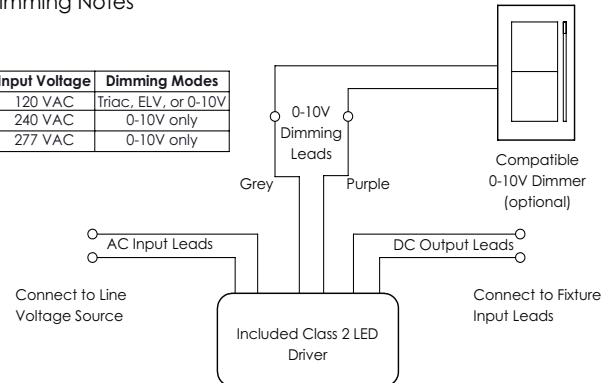 Dimming Notes
Input Voltage Dimming Modes
120 VAC Triac, ELV, or 0-10V
240 VAC 0-10V only
277 VAC 0-10V only
0-10V
Dimming
Leads
Grey
Purple
Compatible
0-10V Dimmer
(optional)
AC Input Leads
DC Output Leads
Connect to Line
Voltage Source
Connect to Fixture
Input Leads
Included Class 2 LED
Driver